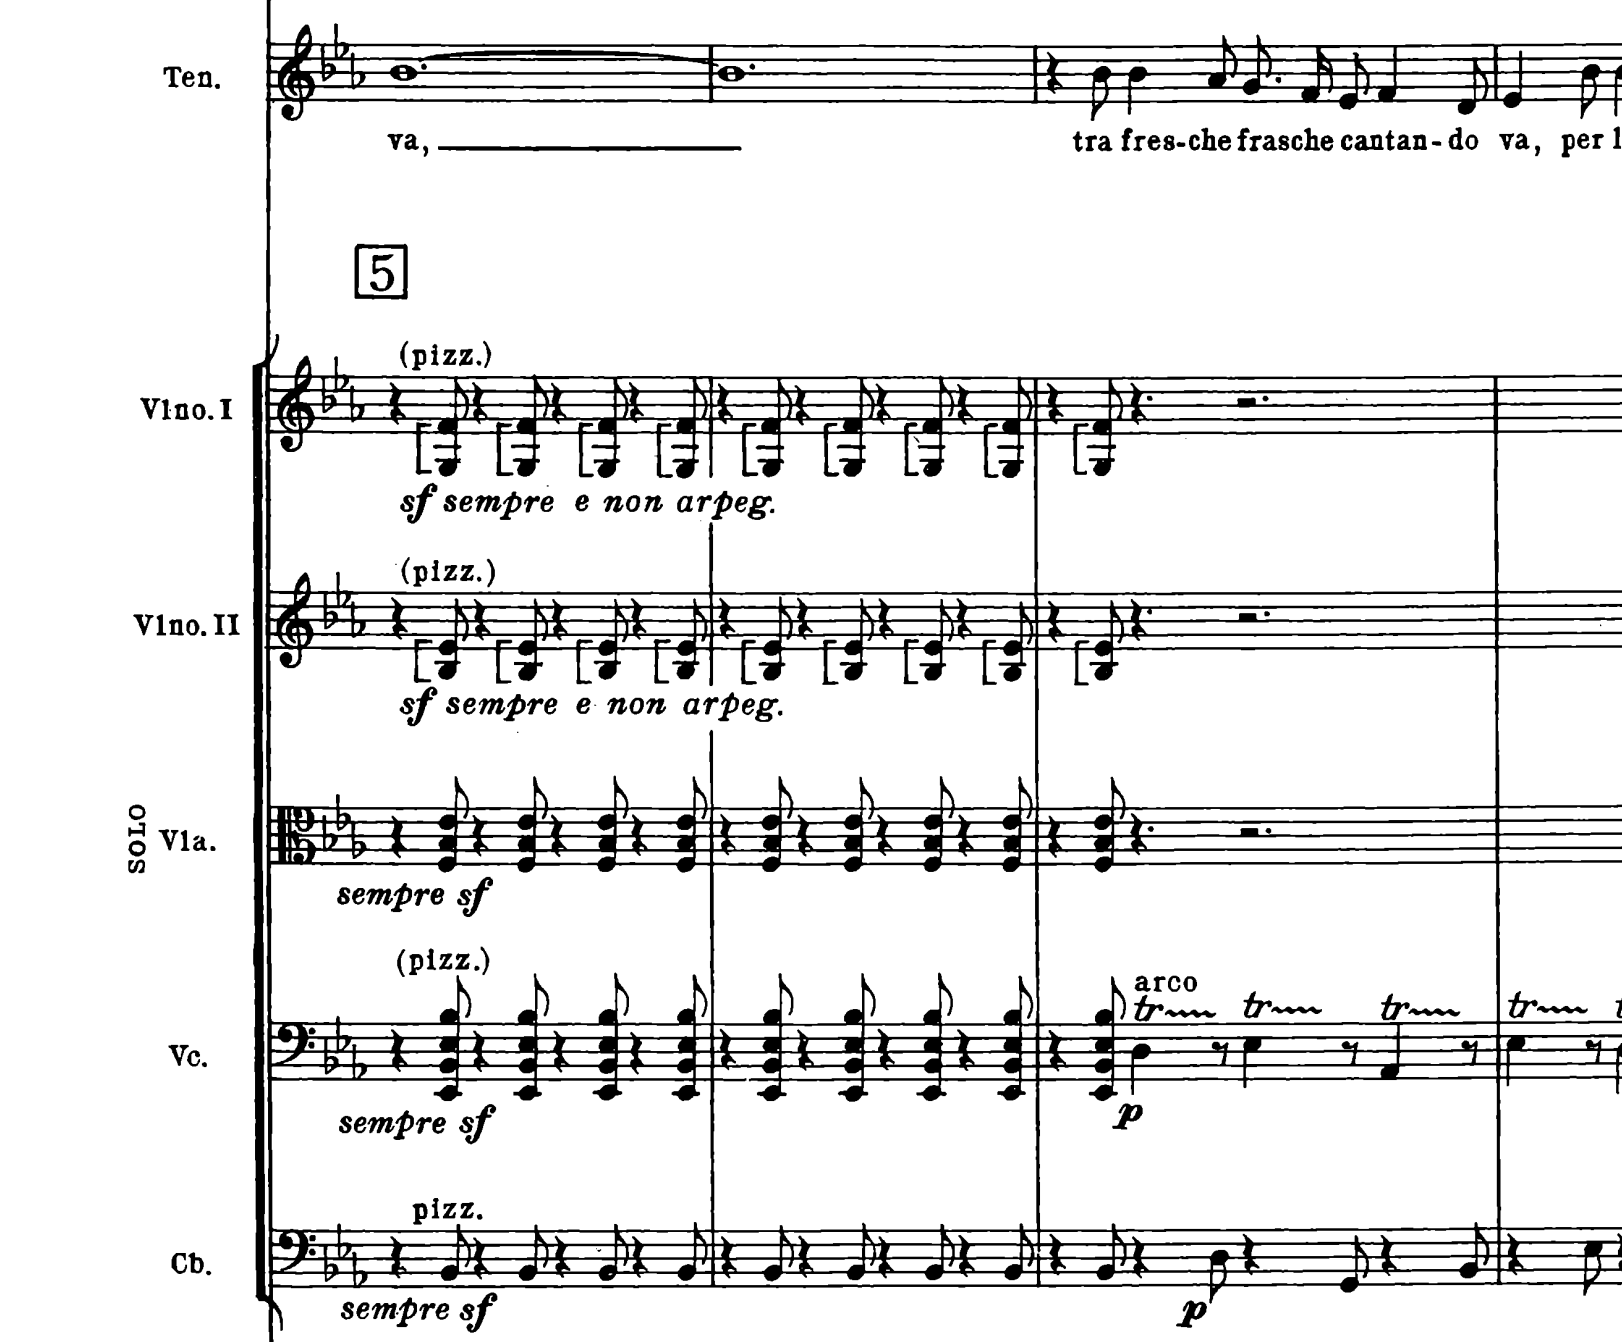 Ten.
va,
tra fres-che frasche cantan-do va, per l
5
(pizz.)
Vlno. I
sf sempre e non arpeg.
(pizz.)
Vlno. II
sf sempre e non arpeg.
SOLO
Vla.
sempre sf
(pizz.)
arco
tr tr tr tr
Vc.
p
sempre sf
pizz.
Cb.
sempre sf
p